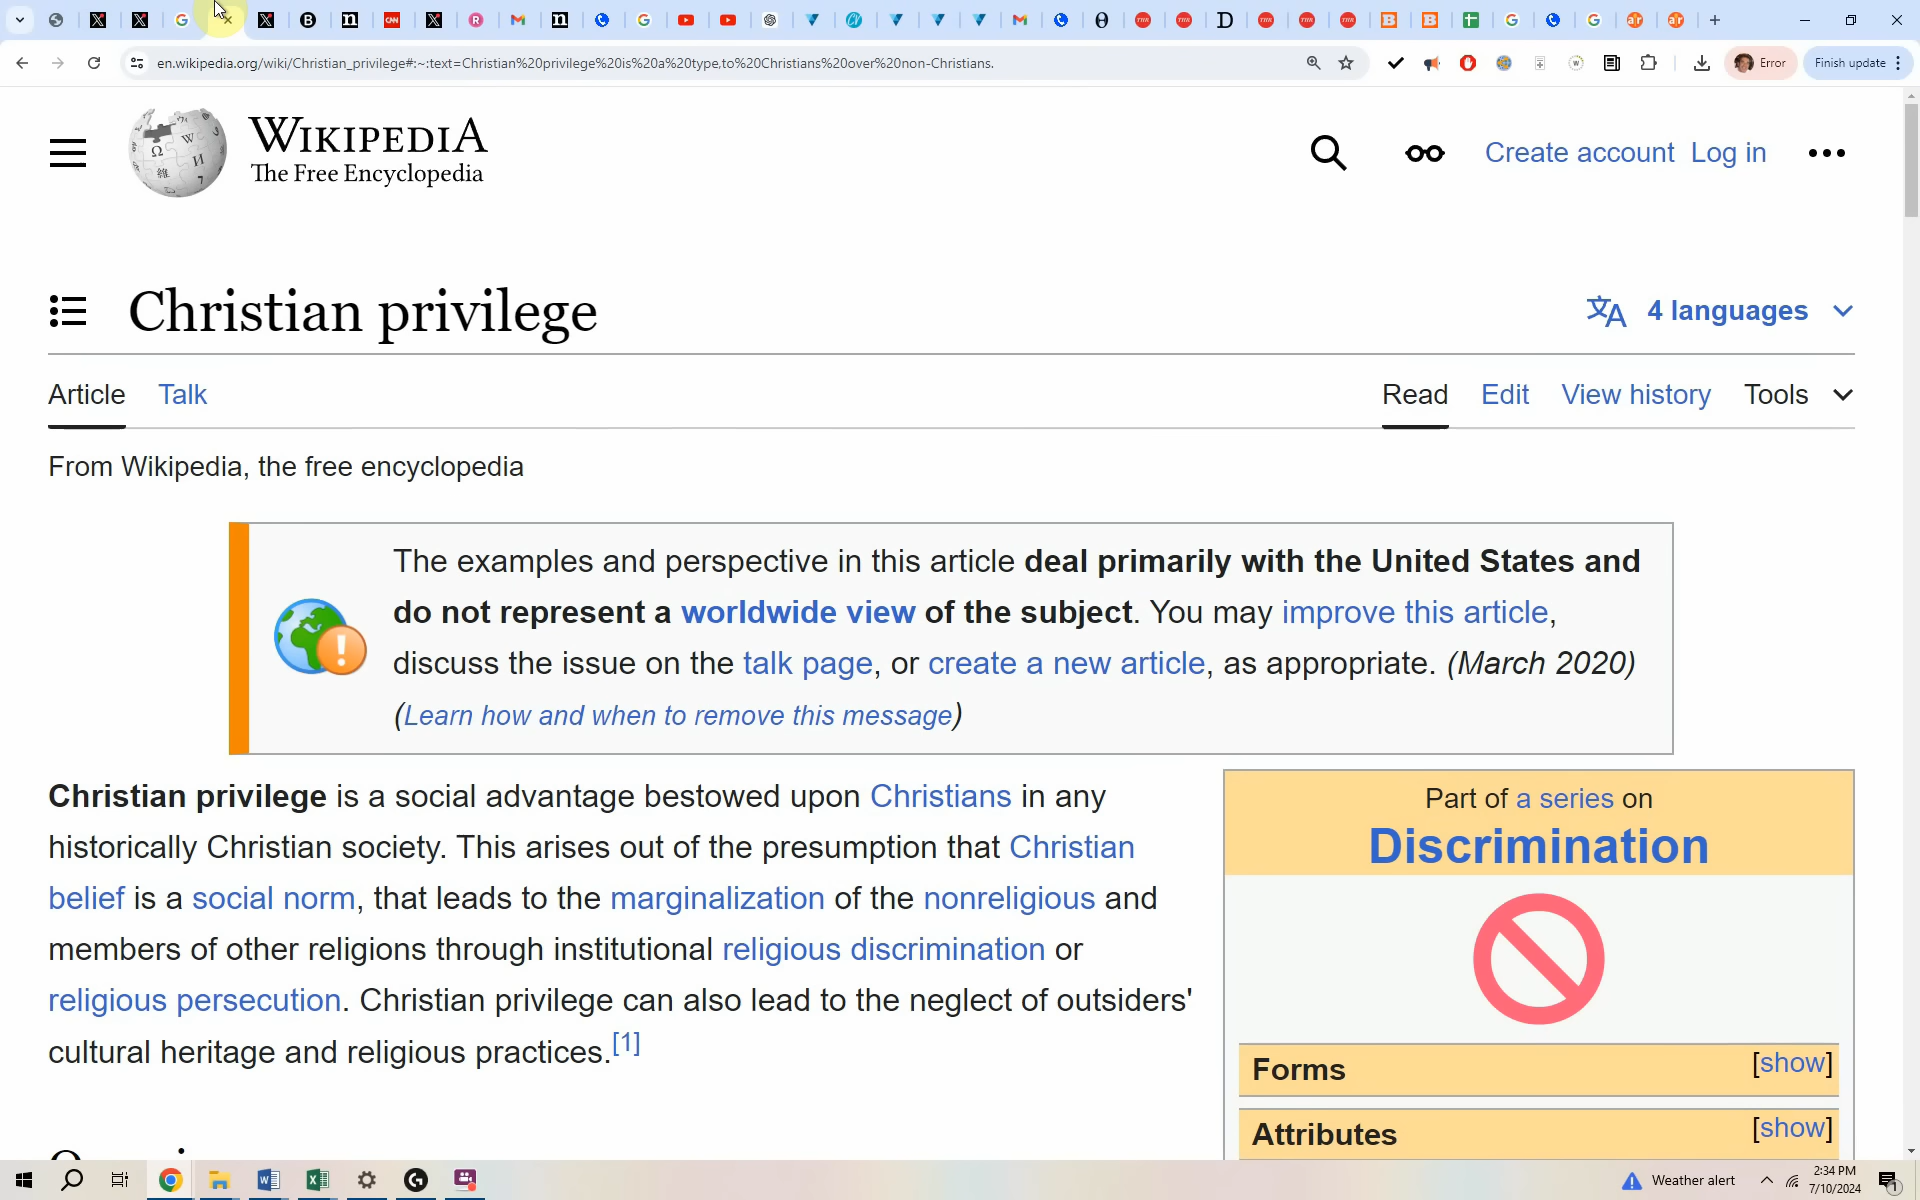 en.wikipedia.org/wiki/Christian_privilege#:~:text=Christian%20privilege%20is%20a%20type,to%20Christians%20over%20non-Christians.
Error
Finish update
WIKIPEDIA
The Free Encyclopedia
Create account Log in
Christian privilege
4 languages
Article Talk
Read Edit View history Tools
From Wikipedia, the free encyclopedia
The examples and perspective in this article deal primarily with the United States and
do not represent a worldwide view of the subject. You may improve this article,
discuss the issue on the talk page, or create a new article, as appropriate. (March 2020)
(Learn how and when to remove this message)
Christian privilege is a social advantage bestowed upon Christians in any
historically Christian society. This arises out of the presumption that Christian
belief is a social norm, that leads to the marginalization of the nonreligious and
members of other religions through institutional religious discrimination or
religious persecution. Christian privilege can also lead to the neglect of outsiders'
cultural heritage and religious practices.[1]
Part of a series on
Discrimination
Forms [show]
Attributes [show]
Weather alert
2:34 PM
7/10/2024